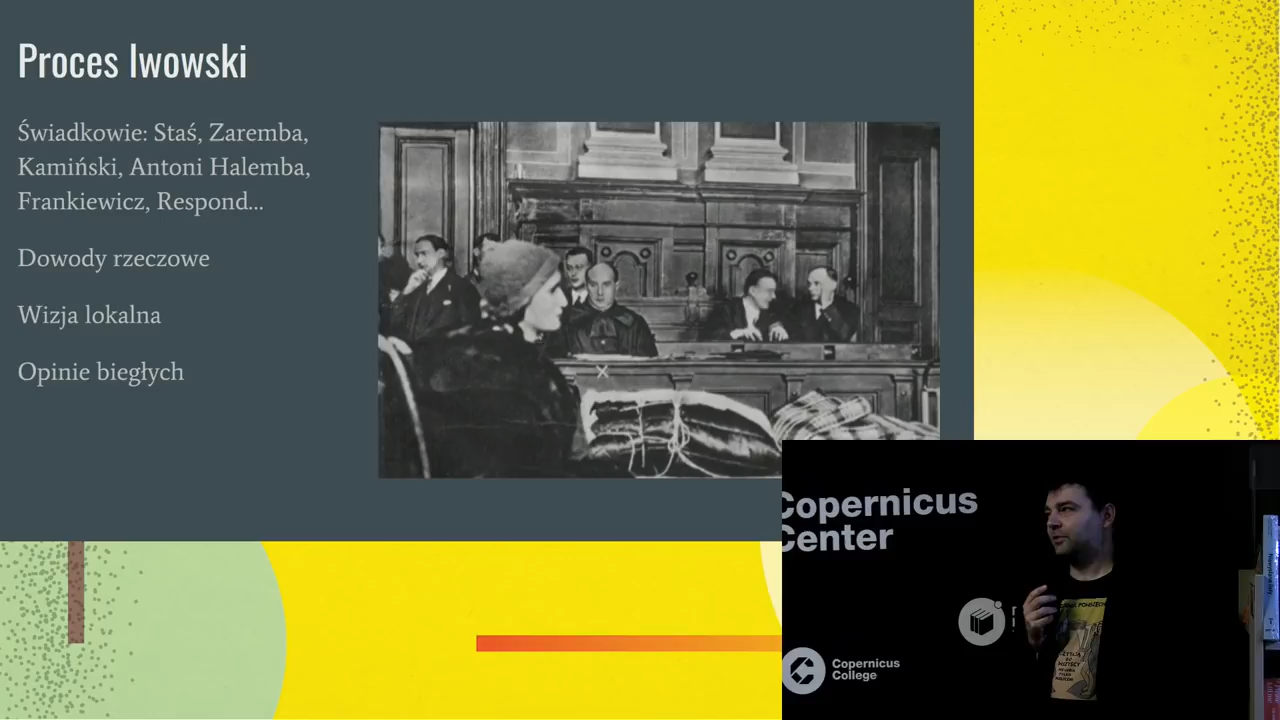 Proces lwowski
Świadkowie: Staś, Zaremba,
Kamiński, Antoni Halemba,
Frankiewicz, Respond...
Dowody rzeczowe
Wizja lokalna
Opinie biegłych
Copernicus
Center
Copernicus
College